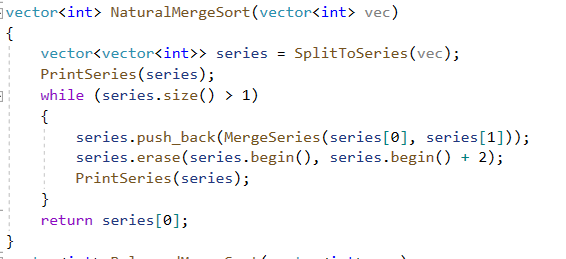 vector<int> NaturalMergeSort(vector<int> vec)
{
    vector<vector<int>> series = SplitToSeries(vec);
    PrintSeries(series);
    while (series.size() > 1)
    {
        series.push_back(MergeSeries(series[0], series[1]));
        series.erase(series.begin(), series.begin() + 2);
        PrintSeries(series);
    }
    return series[0];
}